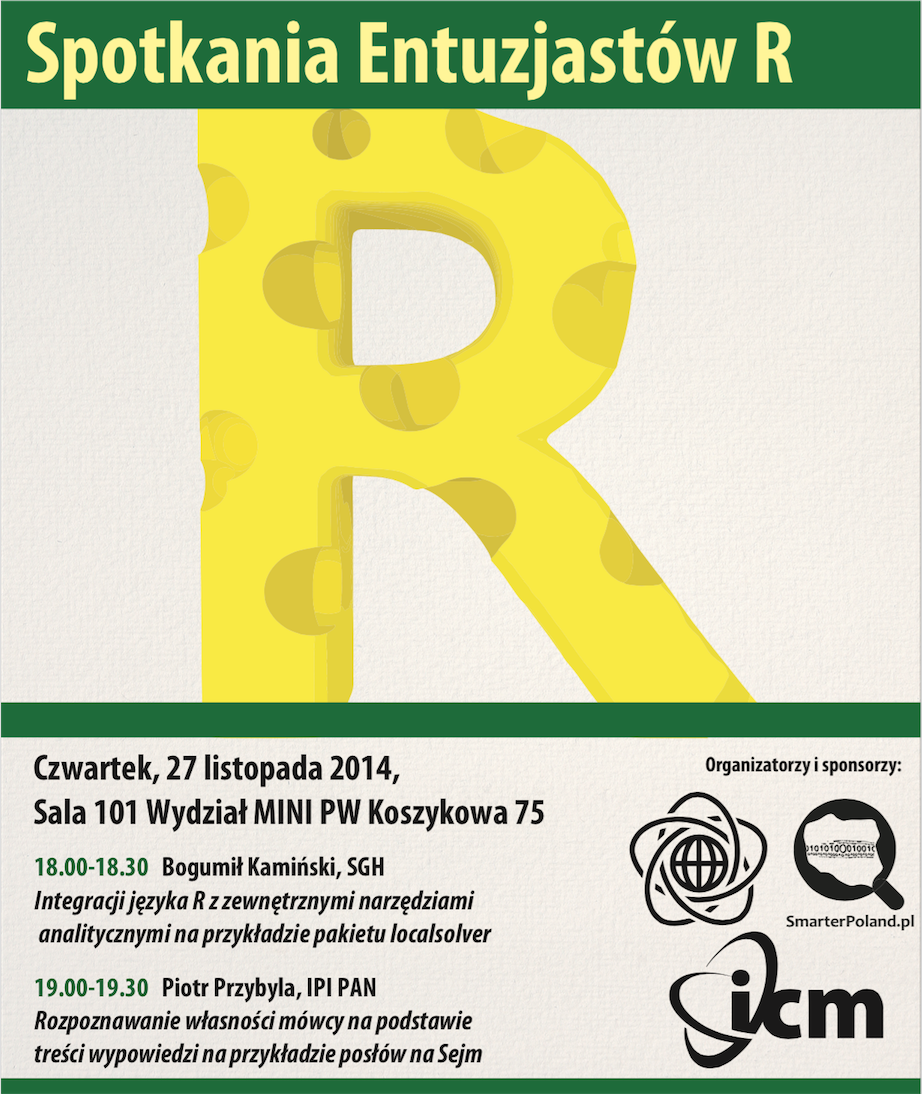 Spotkania Entuzjastów R
Czwartek, 27 listopada 2014,
Sala 101 Wydział MINI PW Koszykowa 75
18.00-18.30 Bogumił Kamiński, SGH
Integracji języka R z zewnętrznymi narzędziami
analitycznymi na przykładzie pakietu localsolver
19.00-19.30 Piotr Przybyla, IPI PAN
Rozpoznawanie własności mówcy na podstawie
treści wypowiedzi na przykładzie posłów na Sejm
Organizatorzy i sponsorzy:
SmarterPoland.pl
icm